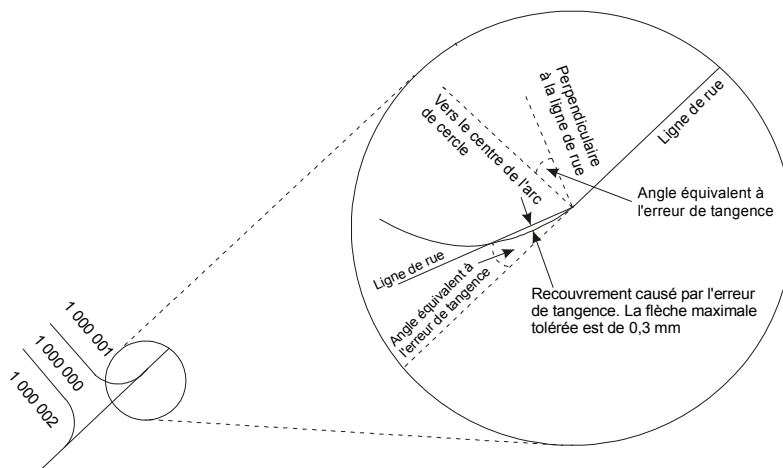 Perpendiculaire
à la ligne de rue
Vers le centre de l'arc
de cercle
Ligne de rue
Angle équivalent à
l'erreur de tangence
Ligne de rue
Angle équivalent à
l'erreur de tangence
Recouvrement causé par l'erreur
de tangence. La flèche maximale
tolérée est de 0,3 mm
1 000 001
1 000 000
1 000 002